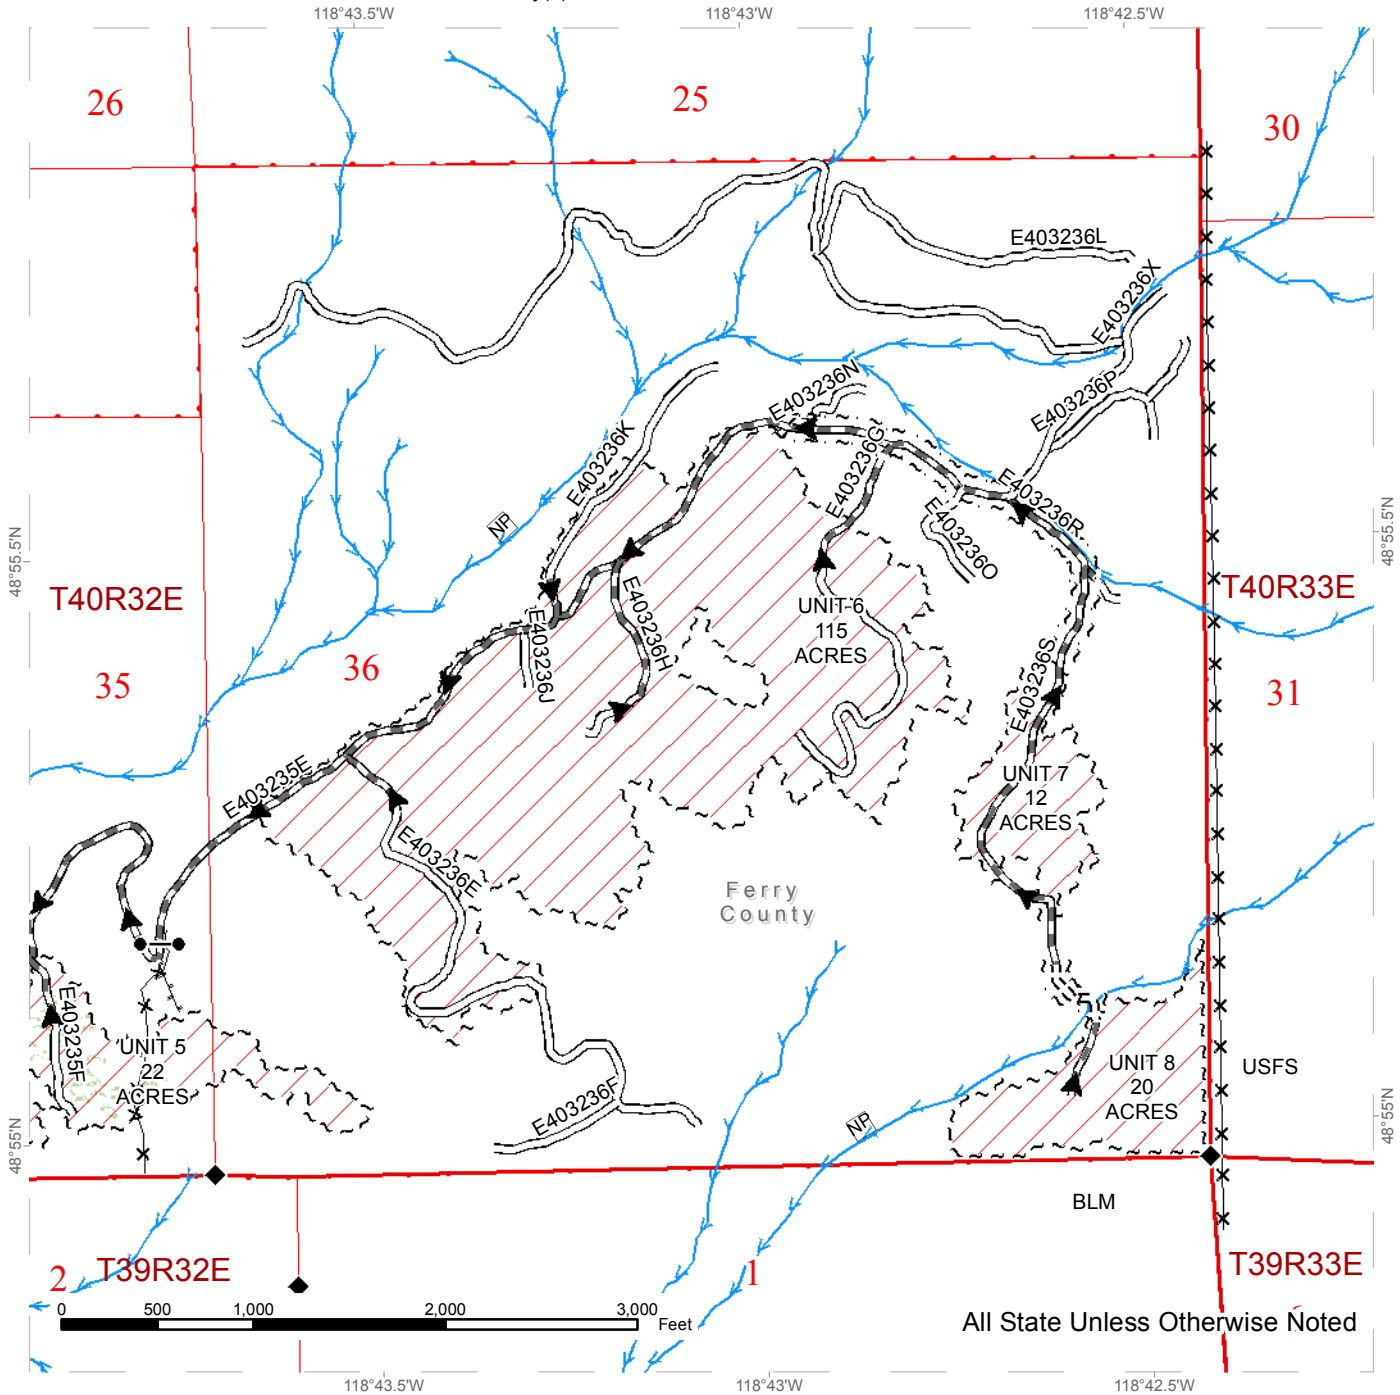 118°43.5'W
118°43'W
118°42.5'W
26
25
30
E403236L
E403236X
E403236N
E403236P
E403236K
E403236G
E403236R
NP
E403236O
48°55.5'N
48°55.5'N
T40R32E
T40R33E
UNIT 6
115
ACRES
E403236H
E403236J
E403236S
35
36
31
E403235E
UNIT 7
12
ACRES
E403236E
Ferry
County
E403235F
UNIT 5
22
ACRES
UNIT 8
20
ACRES
USFS
E403236F
NP
48°55'N
48°55'N
BLM
2
T39R32E
1
T39R33E
0
500
1,000
2,000
3,000
Feet
All State Unless Otherwise Noted
118°43.5'W
118°43'W
118°42.5'W